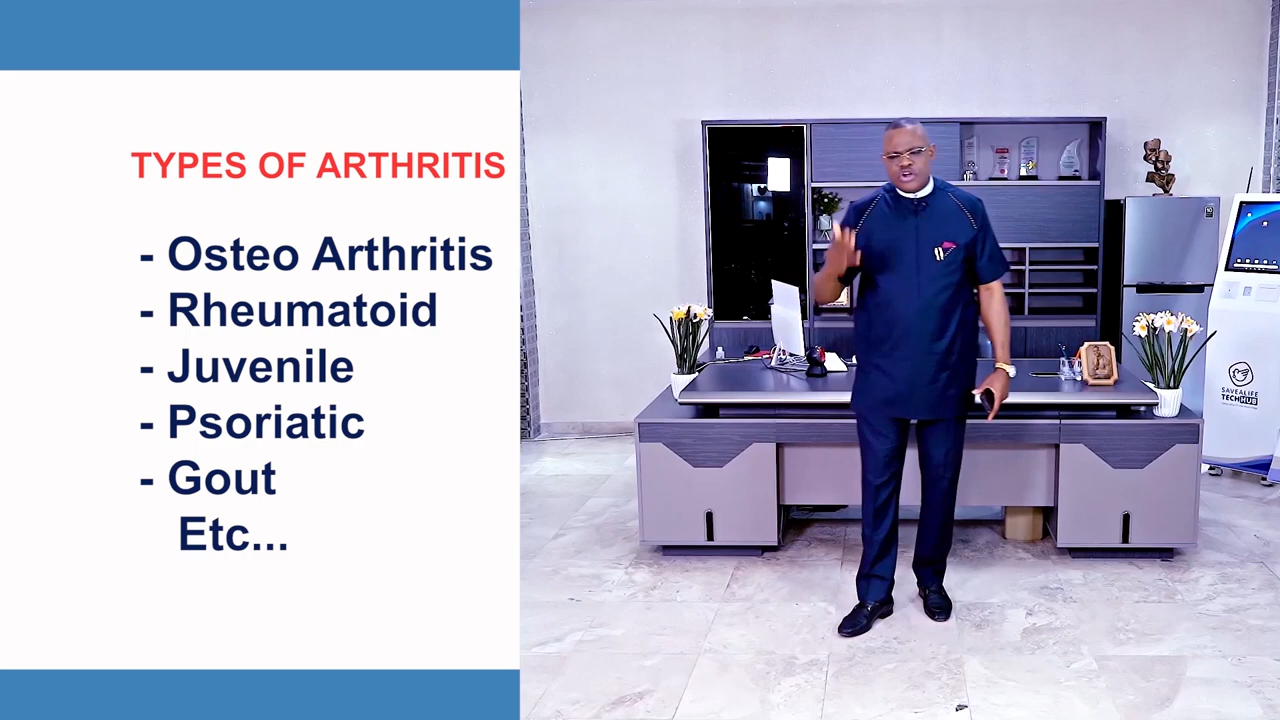 TYPES OF ARTHRITIS
- Osteo Arthritis
- Rheumatoid
- Juvenile
- Psoriatic
- Gout
Etc...
SAVEALIFE
TECHHUB